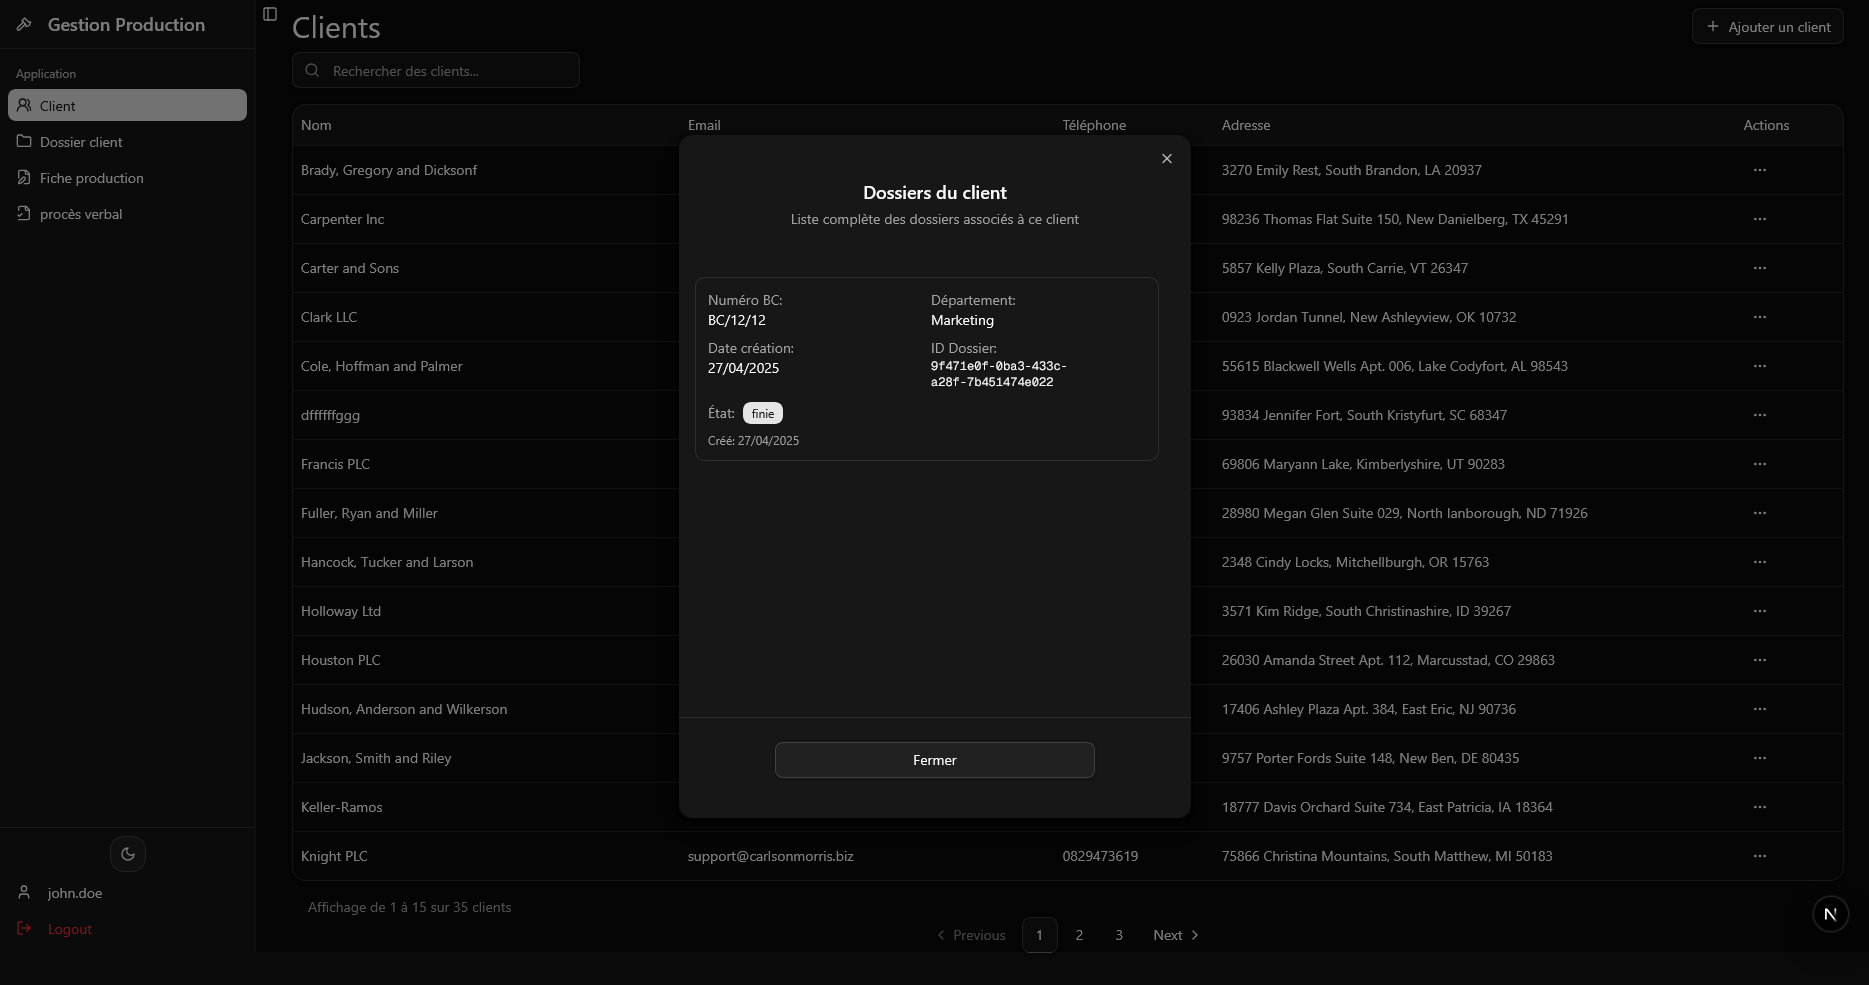 Gestion Production
Application
Client
Dossier client
Fiche production
procès verbal
john.doe
Logout
Clients
Ajouter un client
Rechercher des clients...
Nom Email Téléphone Adresse Actions
Brady, Gregory and Dicksonf 3270 Emily Rest, South Brandon, LA 20937
Carpenter Inc 98236 Thomas Flat Suite 150, New Danielberg, TX 45291
Carter and Sons 5857 Kelly Plaza, South Carrie, VT 26347
Clark LLC 0923 Jordan Tunnel, New Ashleyview, OK 10732
Cole, Hoffman and Palmer 55615 Blackwell Wells Apt. 006, Lake Codyfort, AL 98543
dffffffggg 93834 Jennifer Fort, South Kristyfurt, SC 68347
Francis PLC 69806 Maryann Lake, Kimberlyshire, UT 90283
Fuller, Ryan and Miller 28980 Megan Glen Suite 029, North Ianborough, ND 71926
Hancock, Tucker and Larson 2348 Cindy Locks, Mitchellburgh, OR 15763
Holloway Ltd 3571 Kim Ridge, South Christinashire, ID 39267
Houston PLC 26030 Amanda Street Apt. 112, Marcusstad, CO 29863
Hudson, Anderson and Wilkerson 17406 Ashley Plaza Apt. 384, East Eric, NJ 90736
Jackson, Smith and Riley 9757 Porter Fords Suite 148, New Ben, DE 80435
Keller-Ramos 18777 Davis Orchard Suite 734, East Patricia, IA 18364
Knight PLC support@carlsonmorris.biz 0829473619 75866 Christina Mountains, South Matthew, MI 50183
Affichage de 1 à 15 sur 35 clients
Previous 1 2 3 Next
N
Dossiers du client
Liste complète des dossiers associés à ce client
Numéro BC: Département:
BC/12/12 Marketing
Date création: ID Dossier:
27/04/2025 9f471e0f-0ba3-433c-
a28f-7b451474e022
État: finie
Créé: 27/04/2025
Fermer